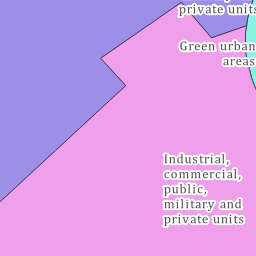 private units
Green urban
areas
Industrial,
commercial,
public,
military and
private units